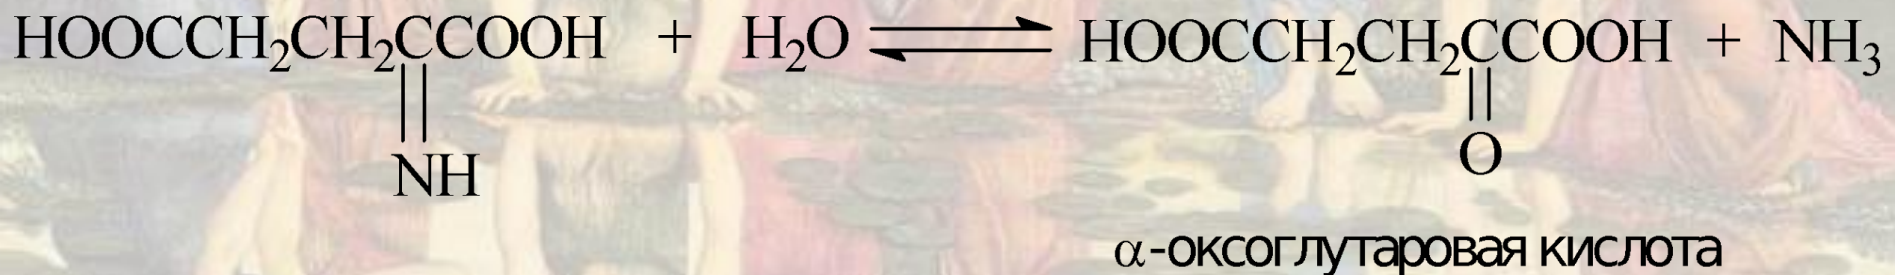 HOOCCH₂CH₂CCOOH + H₂O ⇌ HOOCCH₂CH₂CCOOH + NH₃
NH
O
α-оксоглутаровая кислота